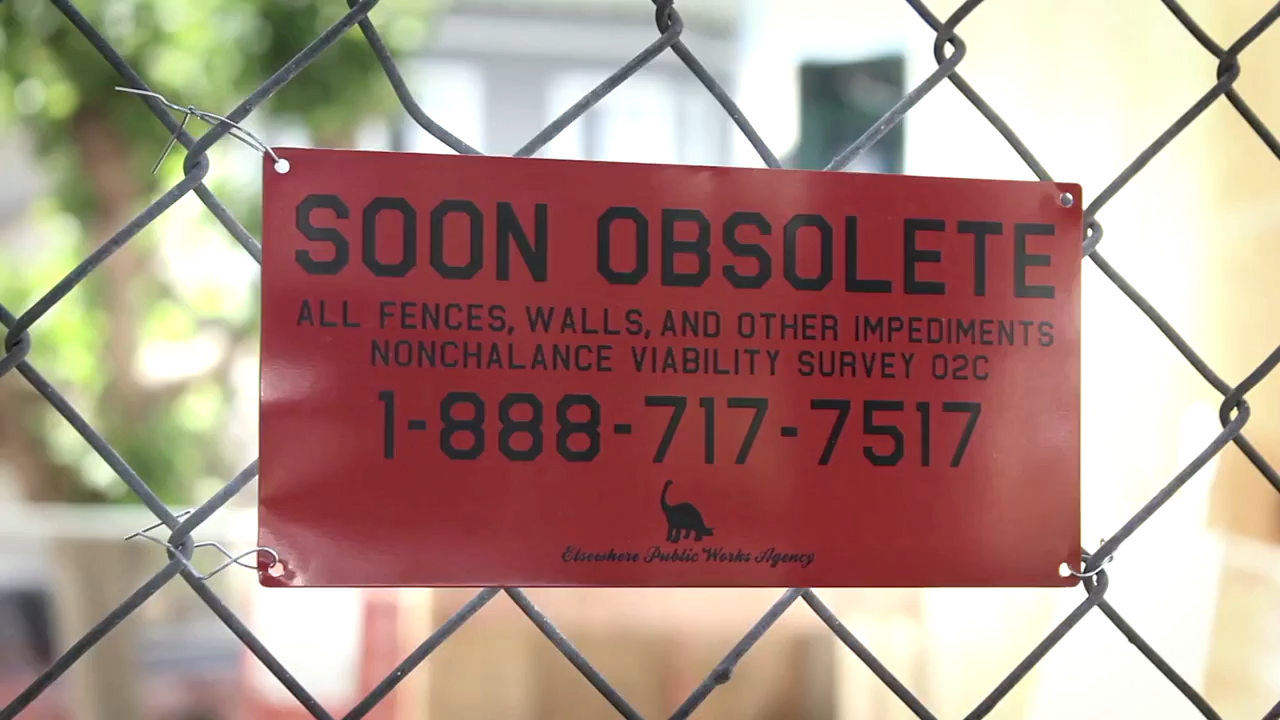 SOON OBSOLETE
ALL FENCES, WALLS, AND OTHER IMPEDIMENTS
NONCHALANCE VIABILITY SURVEY 02C
1-888-717-7517
Elsewhere Public Works Agency